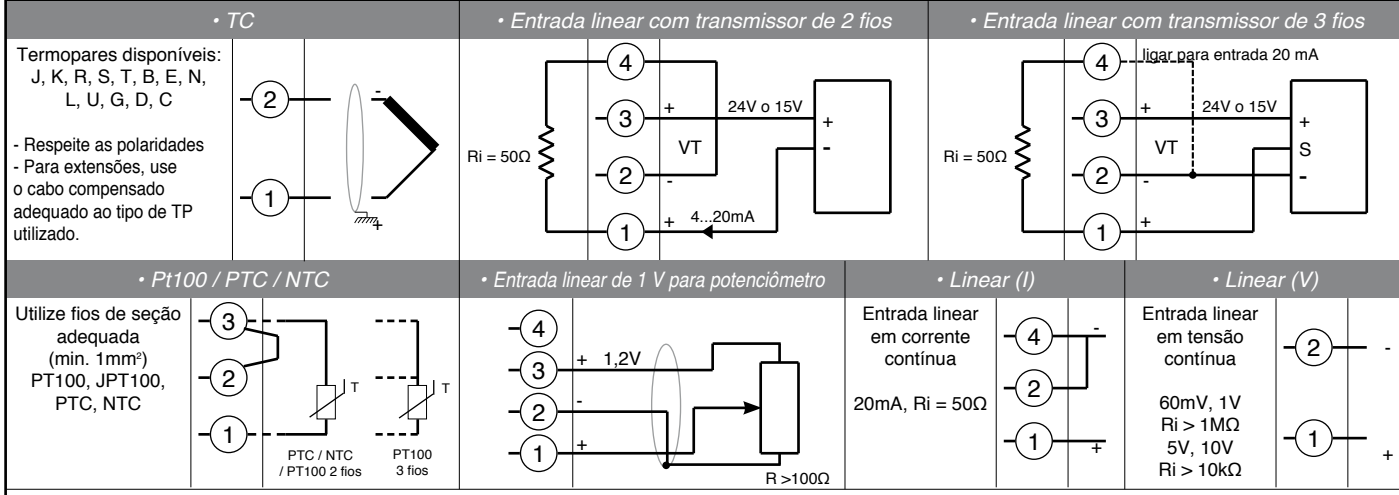 • TC
Termopares disponíveis:
J, K, R, S, T, B, E, N,
L, U, G, D, C
- Respeite as polaridades
- Para extensões, use
o cabo compensado
adequado ao tipo de TP
utilizado.
2
-
1
+
• Entrada linear com transmissor de 2 fios
4
3
+
24V o 15V
+
Ri = 50Ω
VT
-
2
-
1
+
4...20mA
• Entrada linear com transmissor de 3 fios
4
ligar para entrada 20 mA
3
+
24V o 15V
+
Ri = 50Ω
VT
S
2
-
-
1
+
• Pt100 / PTC / NTC
Utilize fios de seção
adequada
(min. 1mm²)
PT100, JPT100,
PTC, NTC
3
2
T
T
1
PTC / NTC
/ PT100 2 fios
PT100
3 fios
• Entrada linear de 1 V para potenciômetro
4
3
+
1,2V
2
-
1
+
R >100Ω
• Linear (I)
Entrada linear
em corrente
contínua
20mA, Ri = 50Ω
4
-
2
1
+
• Linear (V)
Entrada linear
em tensão
contínua
60mV, 1V
Ri > 1MΩ
5V, 10V
Ri > 10kΩ
2
-
1
+